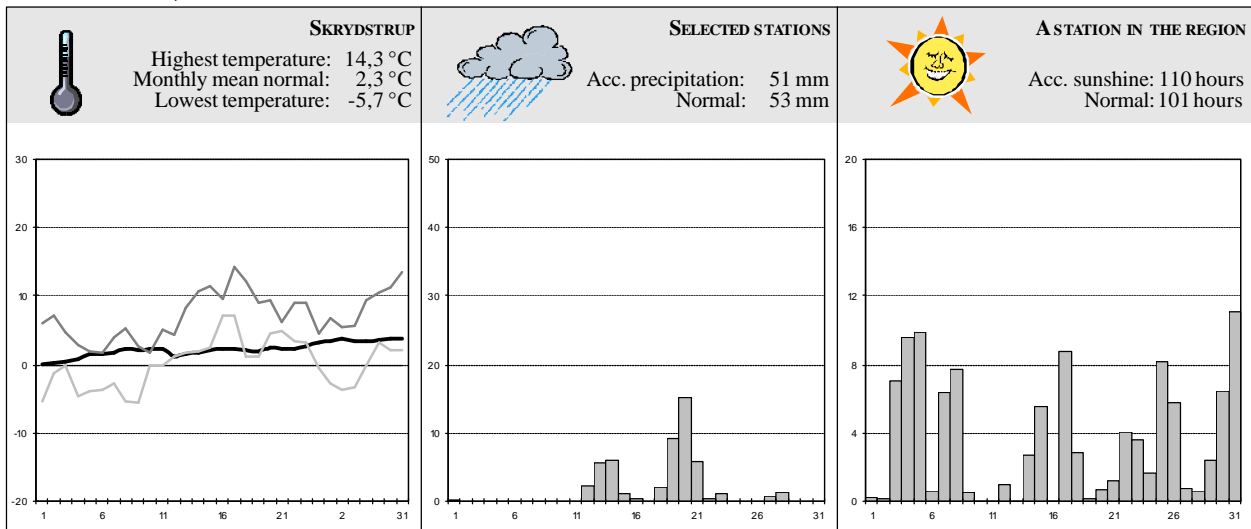 SKRYDSTRUP
Highest temperature: 14,3 °C
Monthly mean normal: 2,3 °C
Lowest temperature: -5,7 °C
30
20
10
0
-10
-20
1 6 11 16 21 2 31
SELECTED STATIONS
Acc. precipitation: 51 mm
Normal: 53 mm
50
40
30
20
10
0
1 6 11 16 21 26 31
A STATION IN THE REGION
Acc. sunshine: 110 hours
Normal: 101 hours
20
16
12
8
4
0
1 6 11 16 21 26 31